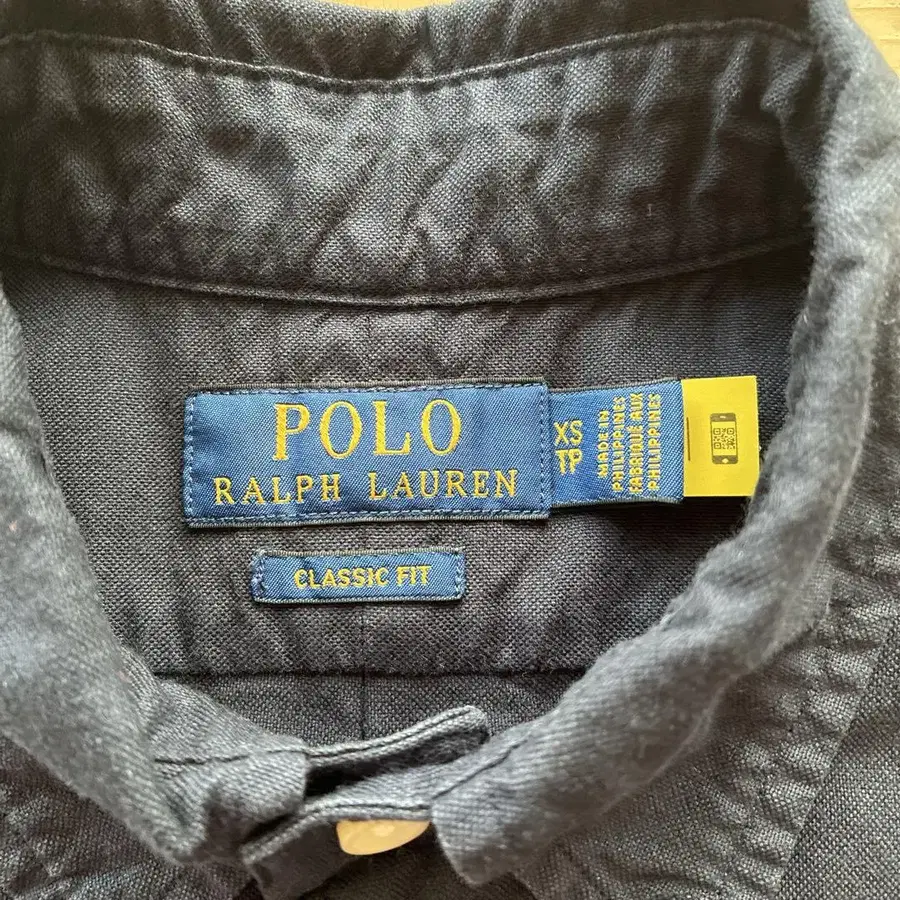 POLO
RALPH LAUREN
XS
TP
MADE IN
PHILIPPINES
FABRIQUÉ AUX
PHILIPPINES
CLASSIC FIT